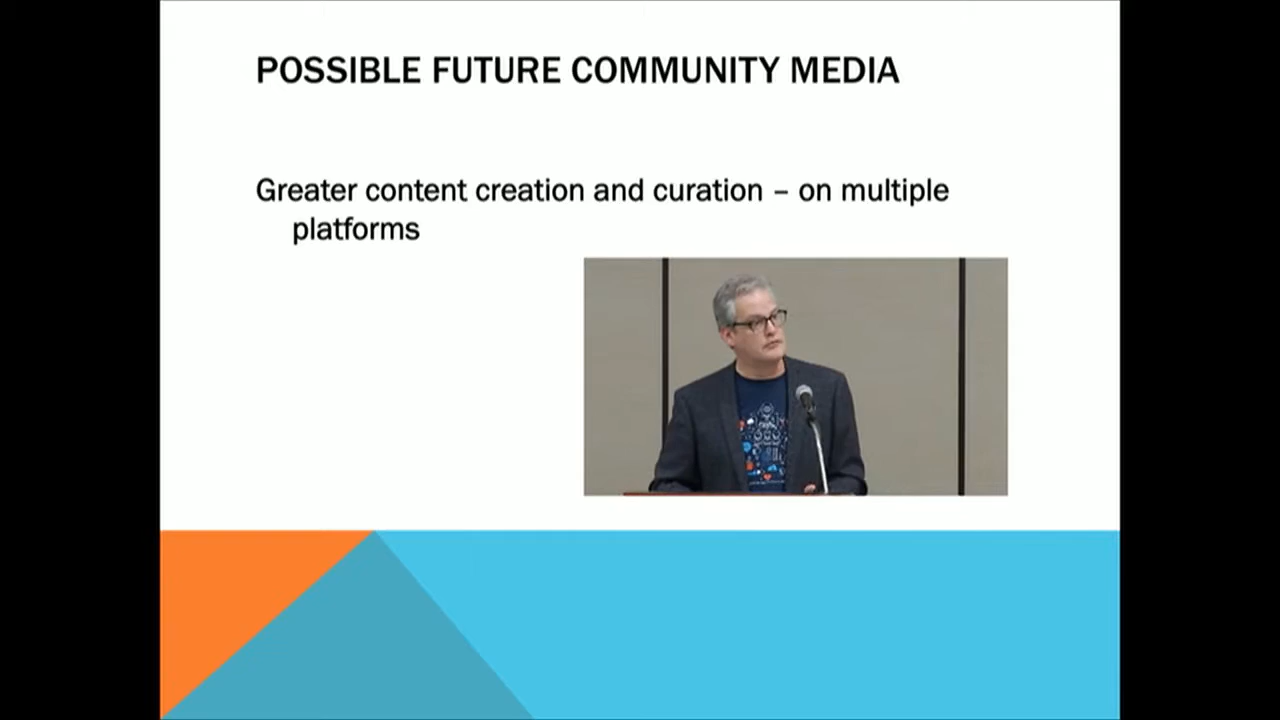 POSSIBLE FUTURE COMMUNITY MEDIA
Greater content creation and curation – on multiple
platforms